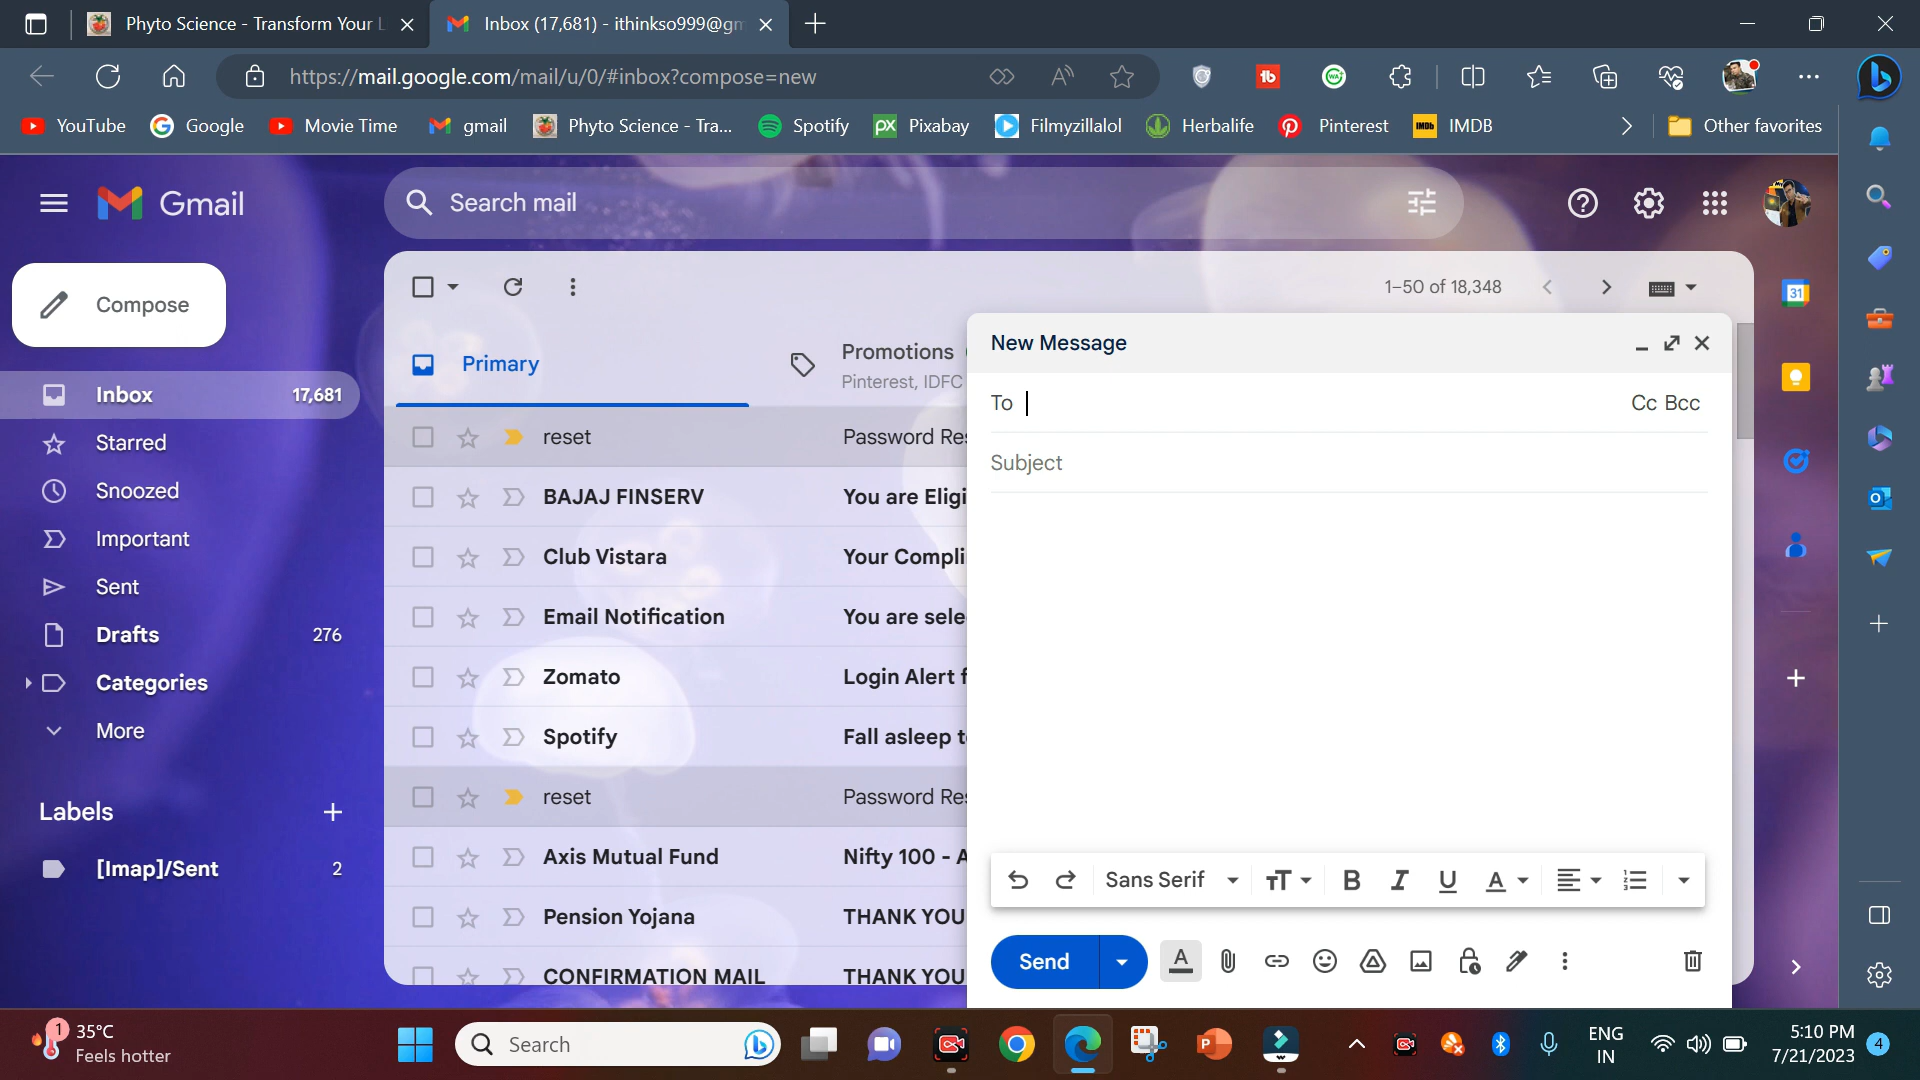 Phyto Science - Transform Your L
Inbox (17,681) - ithinkso999@gm
https://mail.google.com/mail/u/0/#inbox?compose=new
YouTube
Google
Movie Time
gmail
Phyto Science - Tra...
Spotify
Pixabay
Filmyzillalol
Herbalife
Pinterest
IMDB
Other favorites
Gmail
Search mail
Compose
1–50 of 18,348
Inbox 17,681
Starred
Snoozed
Important
Sent
Drafts 276
Categories
More
Labels
[Imap]/Sent 2
Primary
Promotions
Pinterest, IDFC
reset Password Res
BAJAJ FINSERV You are Eligi
Club Vistara Your Compli
Email Notification You are sele
Zomato Login Alert f
Spotify Fall asleep t
reset Password Res
Axis Mutual Fund Nifty 100 - A
Pension Yojana THANK YOU
CONFIRMATION MAIL THANK YOU
New Message
To
Cc Bcc
Subject
Sans Serif
Send
31
1
35°C
Feels hotter
Search
ENG
IN
5:10 PM
7/21/2023
4